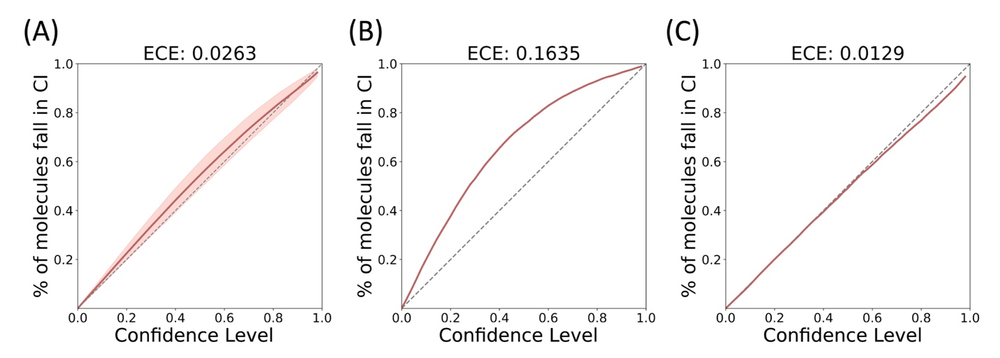 (A)
ECE: 0.0263
1.0
0.8
0.6
0.4
0.2
% of molecules fall in CI
0.0 0.2 0.4 0.6 0.8 1.0
Confidence Level
(B)
ECE: 0.1635
1.0
0.8
0.6
0.4
0.2
% of molecules fall in CI
0.0 0.2 0.4 0.6 0.8 1.0
Confidence Level
(C)
ECE: 0.0129
1.0
0.8
0.6
0.4
0.2
% of molecules fall in CI
0.0 0.2 0.4 0.6 0.8 1.0
Confidence Level